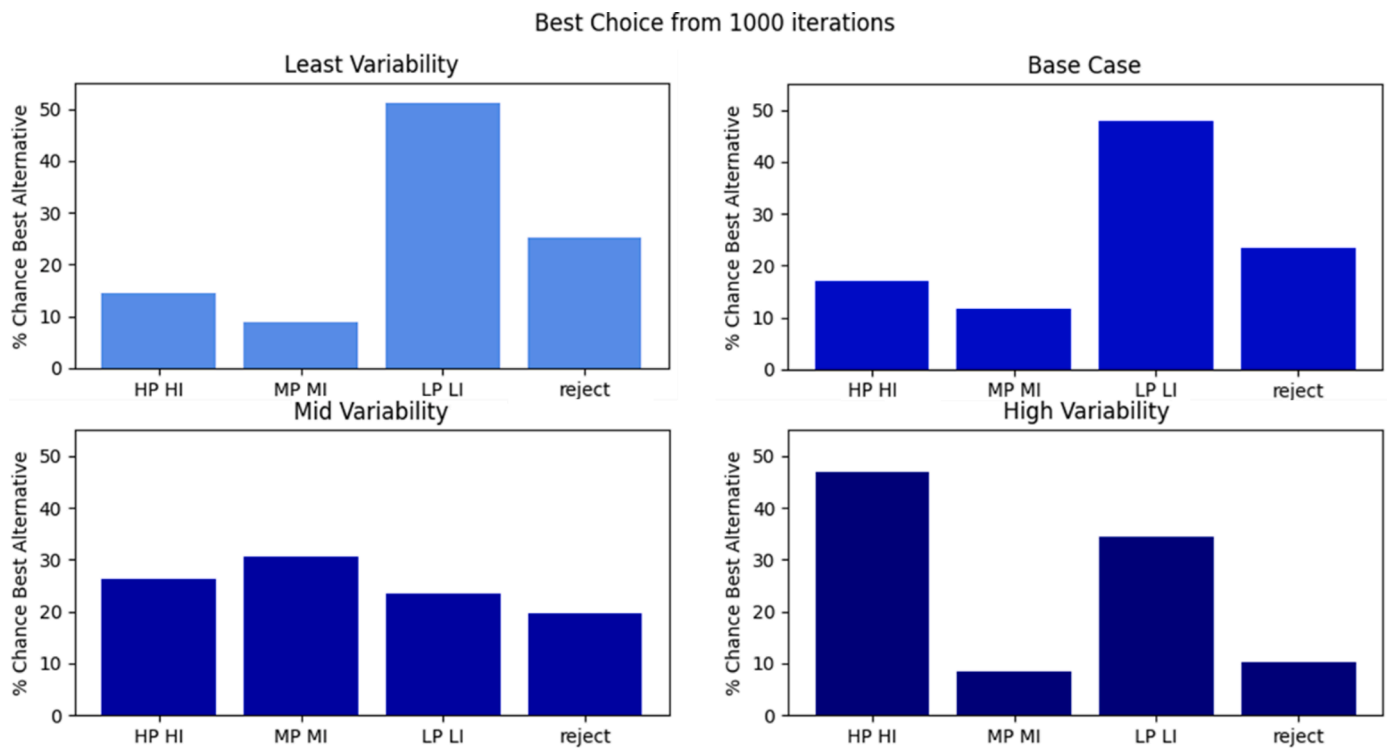 Best Choice from 1000 iterations
Least Variability
% Chance Best Alternative
50
40
30
20
10
0
HP HI MP MI LP LI reject
Base Case
% Chance Best Alternative
50
40
30
20
10
0
HP HI MP MI LP LI reject
Mid Variability
% Chance Best Alternative
50
40
30
20
10
0
HP HI MP MI LP LI reject
High Variability
% Chance Best Alternative
50
40
30
20
10
0
HP HI MP MI LP LI reject